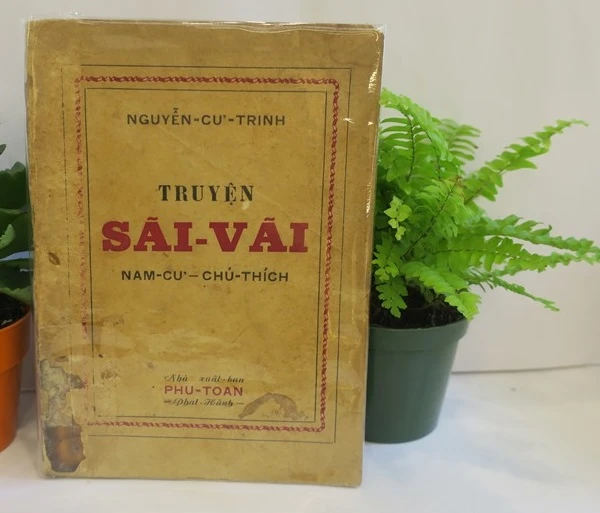 NGUYỄN-CƯ-TRINH
TRUYỆN
SÃI-VÃI
NAM-CƯ — CHÚ-THÍCH
Nhà xuất-bản
PHU-TOAN
Phát-Hành